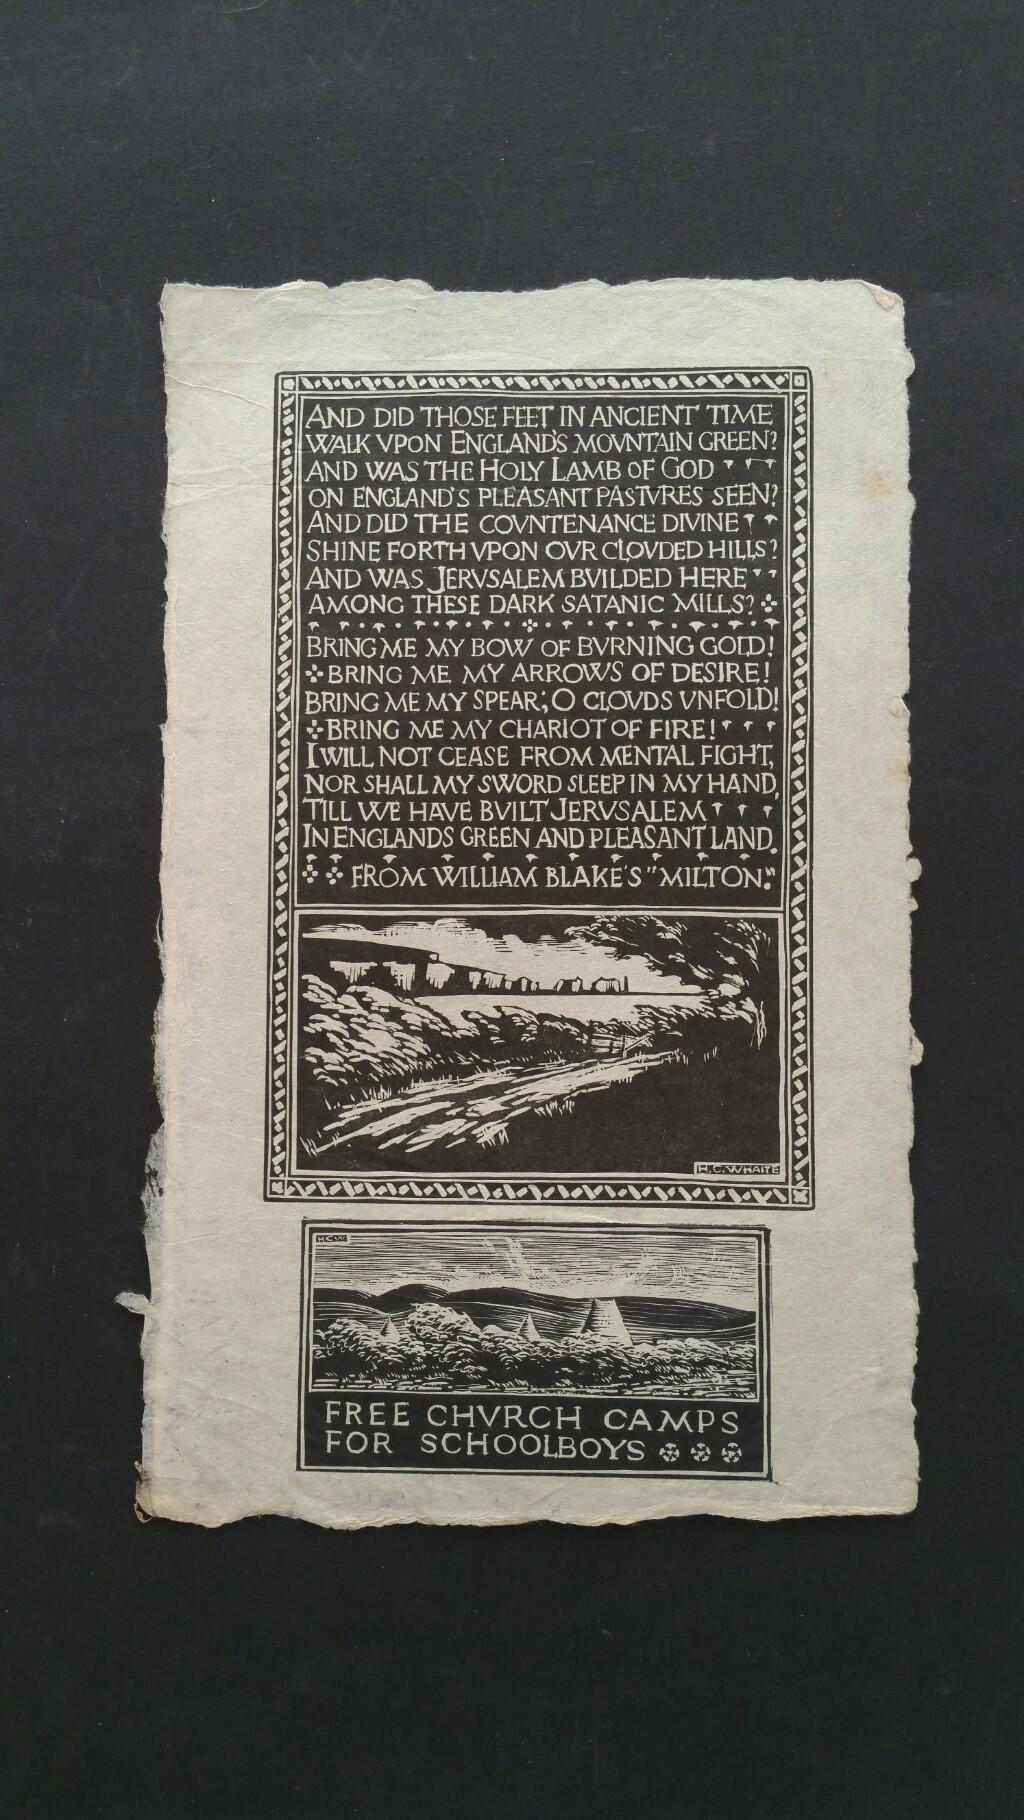 AND DID THOSE FEET IN ANCIENT TIME
WALK VPON ENGLAND'S MOVNTAIN GREEN?
AND WAS THE HOLY LAMB OF GOD
ON ENGLAND'S PLEASANT PASTVRES SEEN?
AND DID THE COVNTENANCE DIVINE
SHINE FORTH VPON OVR CLOVDED HILLS?
AND WAS JERVSALEM BVILDED HERE
AMONG THESE DARK SATANIC MILLS?
BRING ME MY BOW OF BVRNING GOLD!
BRING ME MY ARROWS OF DESIRE!
BRING ME MY SPEAR; O CLOVDS VNFOLD!
BRING ME MY CHARIOT OF FIRE!
I WILL NOT CEASE FROM MENTAL FIGHT,
NOR SHALL MY SWORD SLEEP IN MY HAND,
TILL WE HAVE BVILT JERVSALEM
IN ENGLANDS GREEN AND PLEASANT LAND.
FROM WILLIAM BLAKE'S "MILTON."
H.C. WHAITE
HCW
FREE CHVRCH CAMPS
FOR SCHOOLBOYS